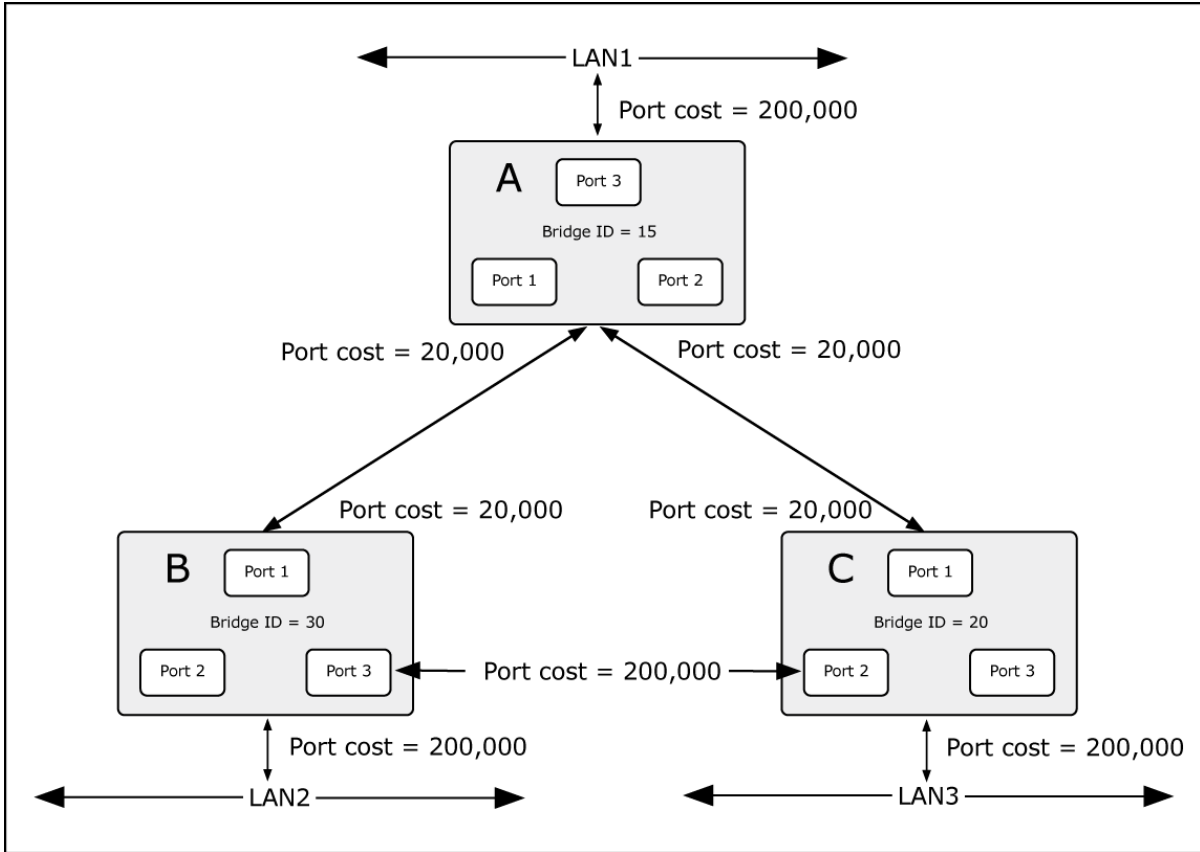 LAN1
Port cost = 200,000
A
Port 3
Bridge ID = 15
Port 1
Port 2
Port cost = 20,000
Port cost = 20,000
Port cost = 20,000
Port cost = 20,000
B
Port 1
Bridge ID = 30
Port 2
Port 3
Port cost = 200,000
C
Port 1
Bridge ID = 20
Port 2
Port 3
Port cost = 200,000
LAN2
Port cost = 200,000
LAN3